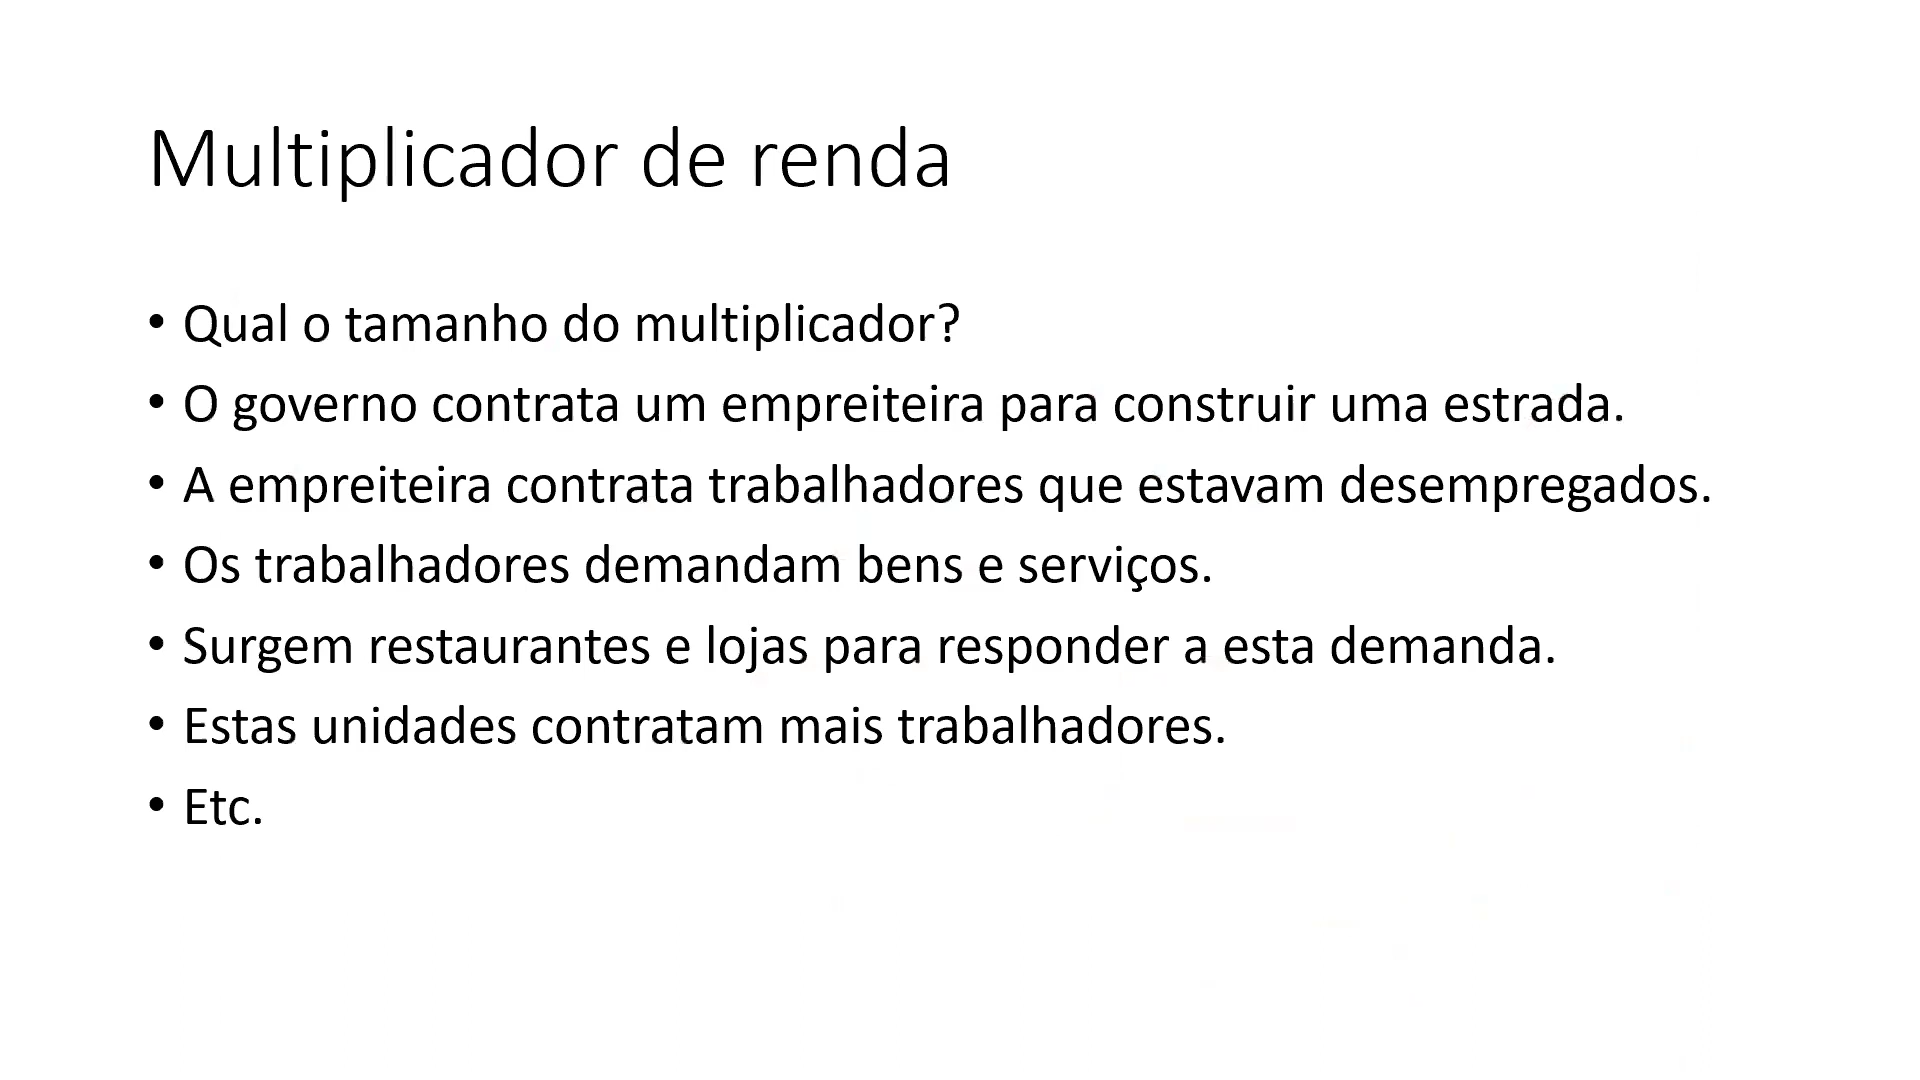 Multiplicador de renda
• Qual o tamanho do multiplicador?
• O governo contrata um empreiteira para construir uma estrada.
• A empreiteira contrata trabalhadores que estavam desempregados.
• Os trabalhadores demandam bens e serviços.
• Surgem restaurantes e lojas para responder a esta demanda.
• Estas unidades contratam mais trabalhadores.
• Etc.